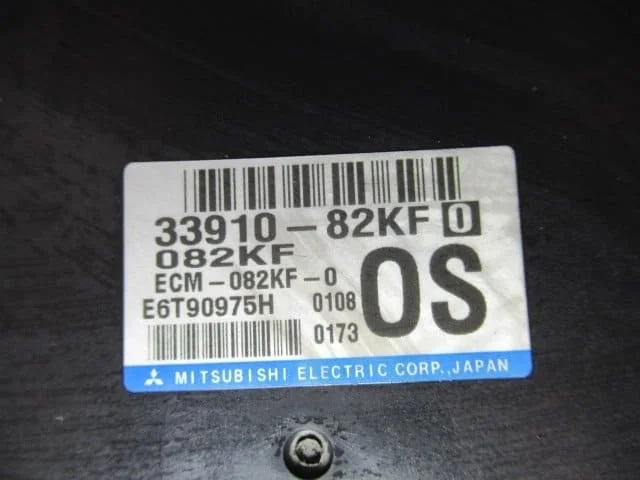 33910-82KF 0
082KF
ECM-082KF-0
E6T90975H 0108
0173
OS
MITSUBISHI ELECTRIC CORP., JAPAN